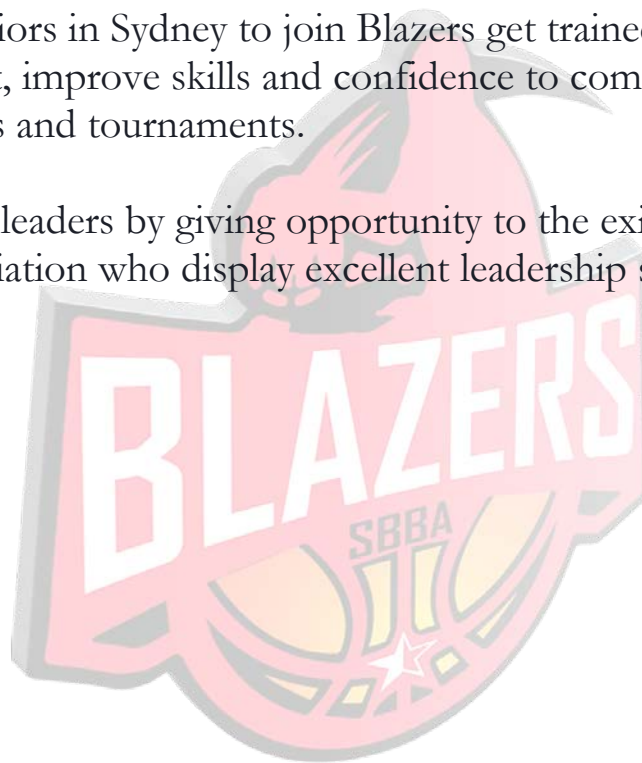 iors in Sydney to join Blazers get trained
, improve skills and confidence to com
s and tournaments.
leaders by giving opportunity to the exi
iation who display excellent leadership s
BLAZERS
SBBA